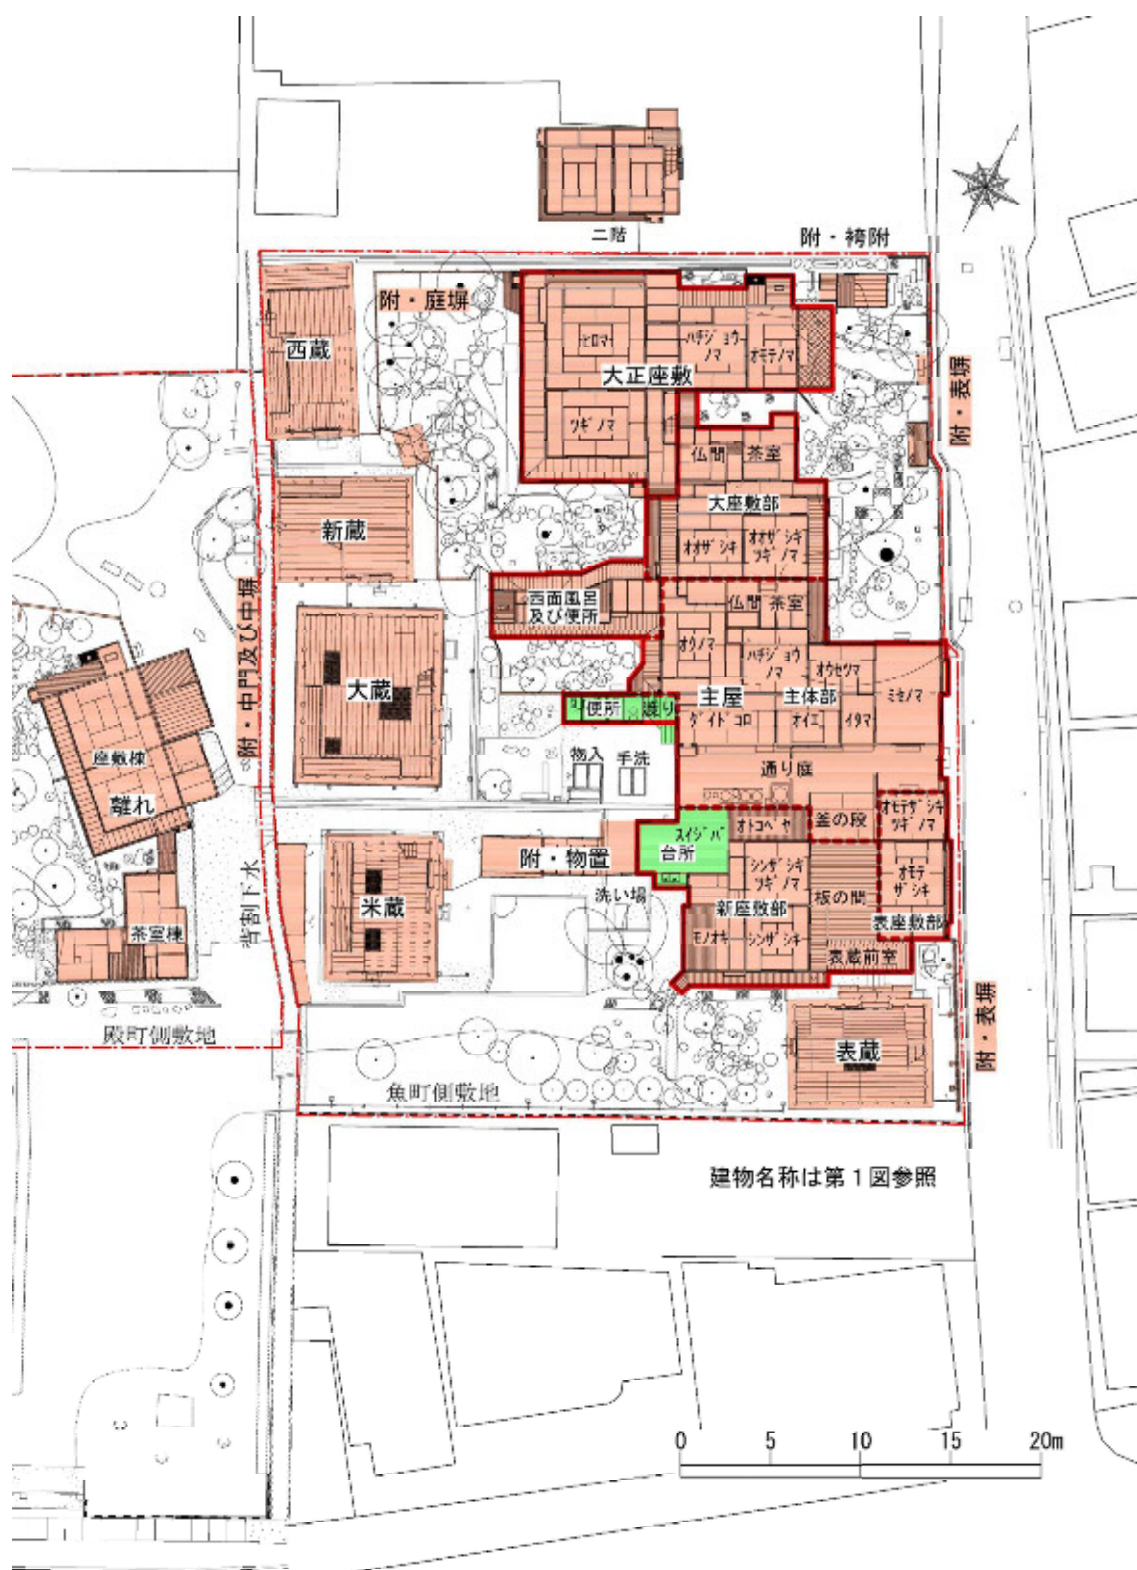 二階
附・袴附
附・庭塀
西蔵
ヒロマ
ハチジョウ
ノマ
オモテノマ
大正座敷
ツギノマ
附・表塀
仏間
茶室
大座敷部
新蔵
オオザシキ
オオザシキ
ツギノマ
西面風呂
及び便所
仏間
茶室
附・中門及び中塀
オクノマ
ハチジョウ
ノマ
オウセツマ
ミセノマ
大蔵
主屋
主体部
便所
渡り
ダイドコロ
オイエ
イタマ
座敷棟
離れ
物入
手洗
通り庭
オモテザシキ
ツギノマ
スイジバ
台所
オトコベヤ
釜の段
附・物置
シンザシキ
ツギノマ
オモテ
ザシキ
米蔵
洗い場
新座敷部
板の間
表座敷部
茶室棟
背割下水
モノオキ
シンザシキ
表蔵前室
附・表塀
殿町側敷地
表蔵
魚町側敷地
建物名称は第1図参照
0 5 10 15 20m